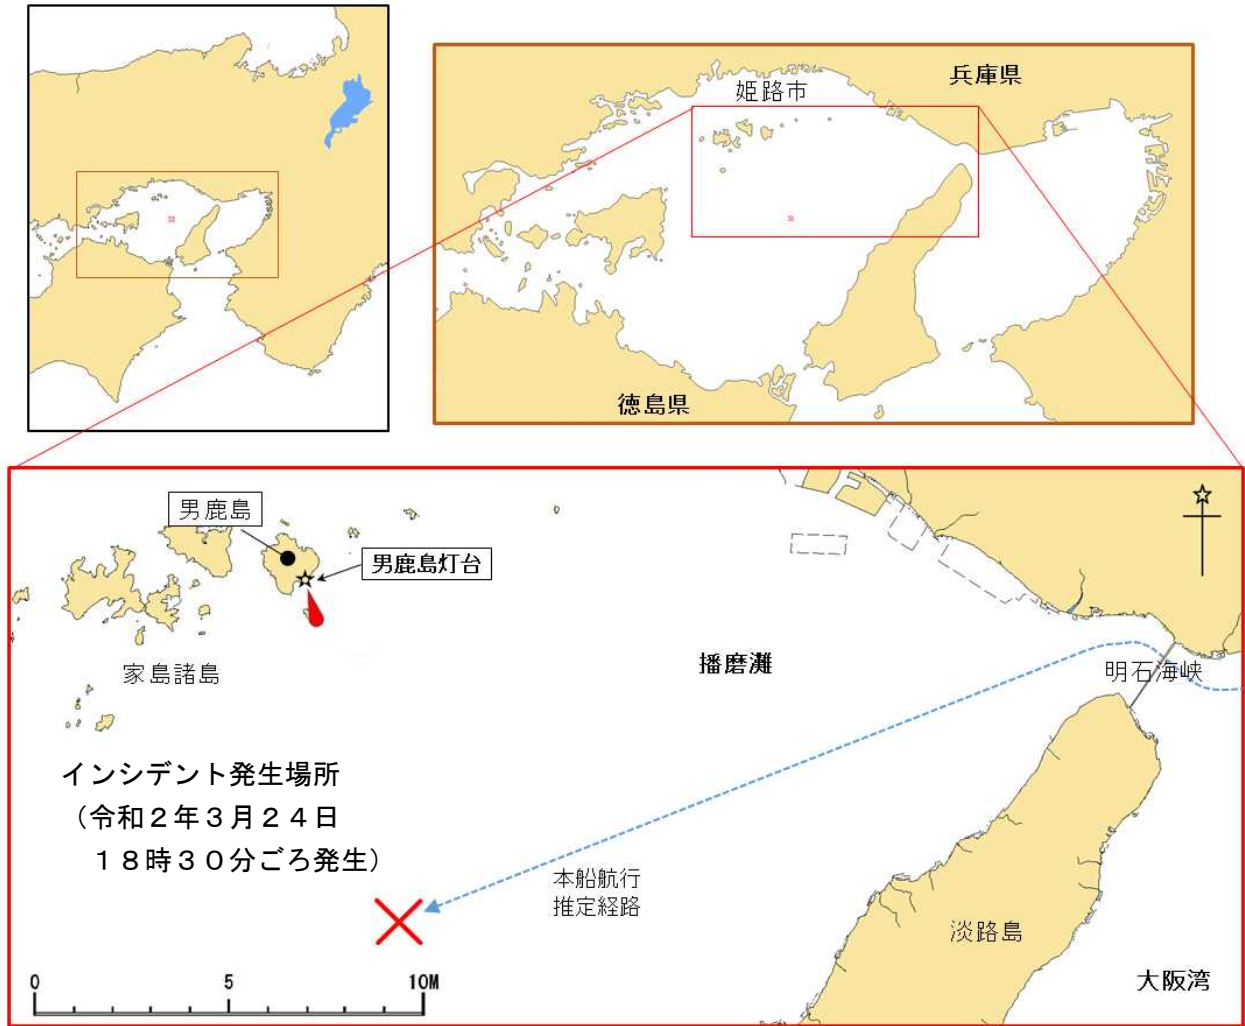 兵庫県
姫路市
徳島県
男鹿島
男鹿島灯台
家島諸島
播磨灘
明石海峡
インシデント発生場所
（令和２年３月２４日
１８時３０分ごろ発生）
本船航行
推定経路
淡路島
大阪湾
0 5 10M